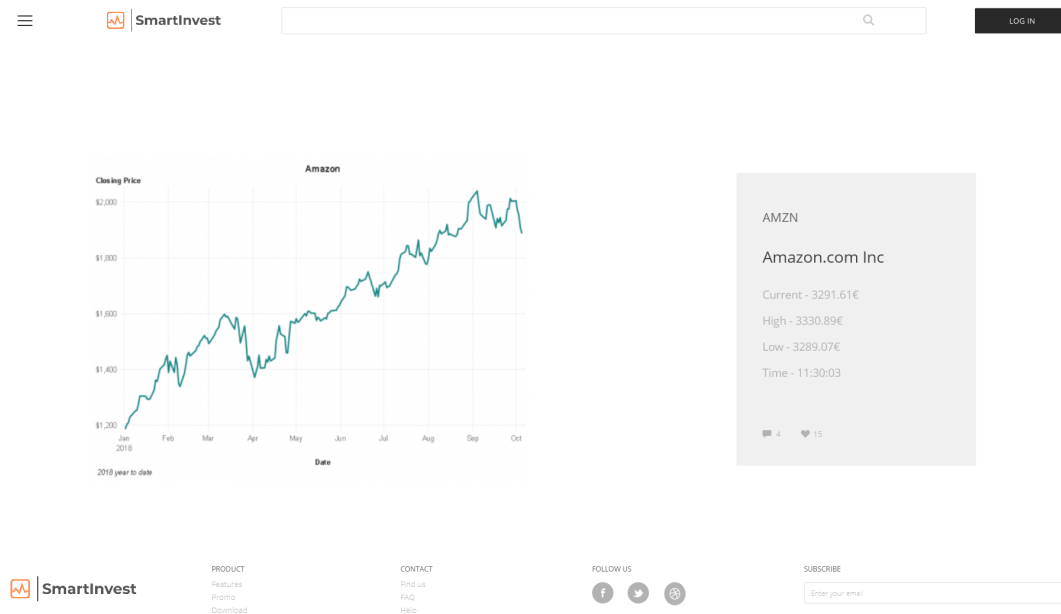 SmartInvest
LOG IN
Amazon
Closing Price
$2,000
$1,800
$1,600
$1,400
$1,200
Jan Feb Mar Apr May Jun Jul Aug Sep Oct
2018
Date
2018 year to date
AMZN
Amazon.com Inc
Current - 3291.61€
High - 3330.89€
Low - 3289.07€
Time - 11:30:03
4 15
SmartInvest
PRODUCT
Features
Promo
Download
CONTACT
Find us
FAQ
Help
FOLLOW US
SUBSCRIBE
Enter your email